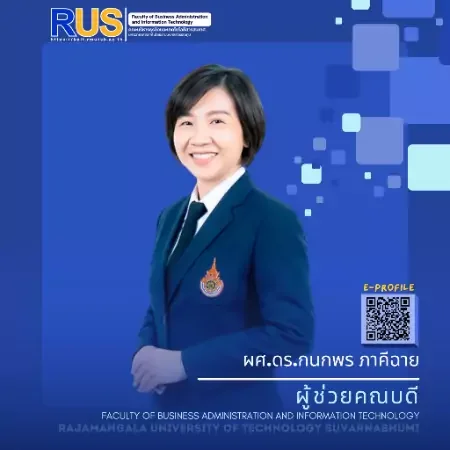 RUS
Faculty of Business Administration
and Information Technology
E-PROFILE
ผศ.ดร.กนกพร ภาคีฉาย
ผู้ช่วยคณบดี
FACULTY OF BUSINESS ADMINISTRATION AND INFORMATION TECHNOLOGY
RAJAMANGALA UNIVERSITY OF TECHNOLOGY SUVARNABHUMI